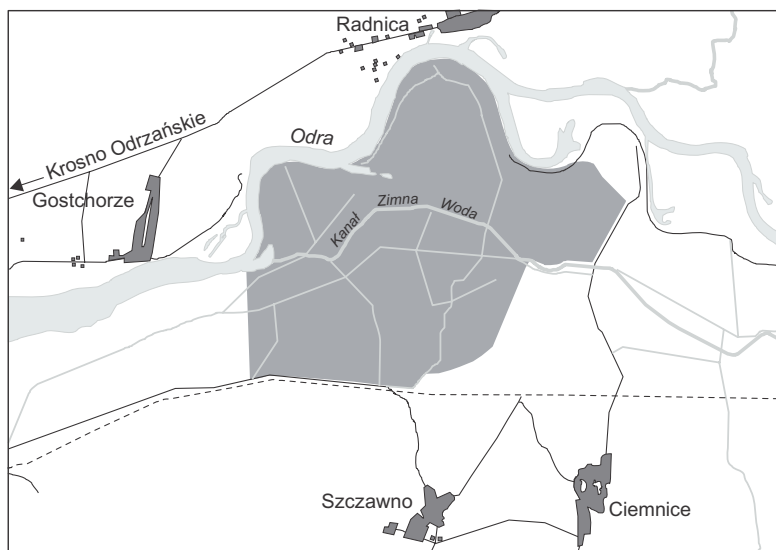 Radnica
Odra
Krosno Odrzańskie
Gostchorze
Kanał Zimna Woda
Szczawno
Ciemnice